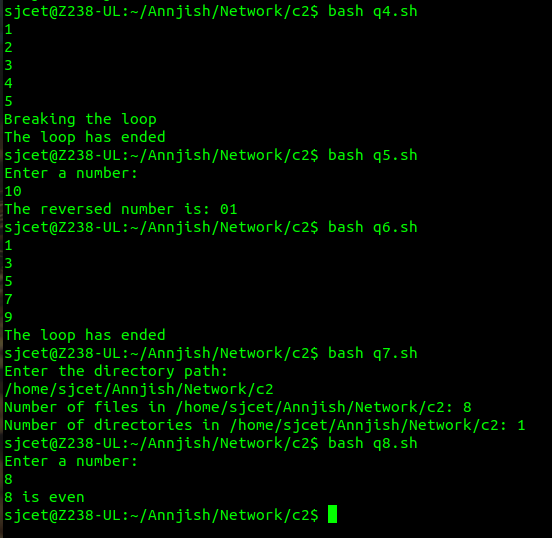 sjcet@Z238-UL:~/Annjish/Network/c2$ bash q4.sh
1
2
3
4
5
Breaking the loop
The loop has ended
sjcet@Z238-UL:~/Annjish/Network/c2$ bash q5.sh
Enter a number:
10
The reversed number is: 01
sjcet@Z238-UL:~/Annjish/Network/c2$ bash q6.sh
1
3
5
7
9
The loop has ended
sjcet@Z238-UL:~/Annjish/Network/c2$ bash q7.sh
Enter the directory path:
/home/sjcet/Annjish/Network/c2
Number of files in /home/sjcet/Annjish/Network/c2: 8
Number of directories in /home/sjcet/Annjish/Network/c2: 1
sjcet@Z238-UL:~/Annjish/Network/c2$ bash q8.sh
Enter a number:
8
8 is even
sjcet@Z238-UL:~/Annjish/Network/c2$